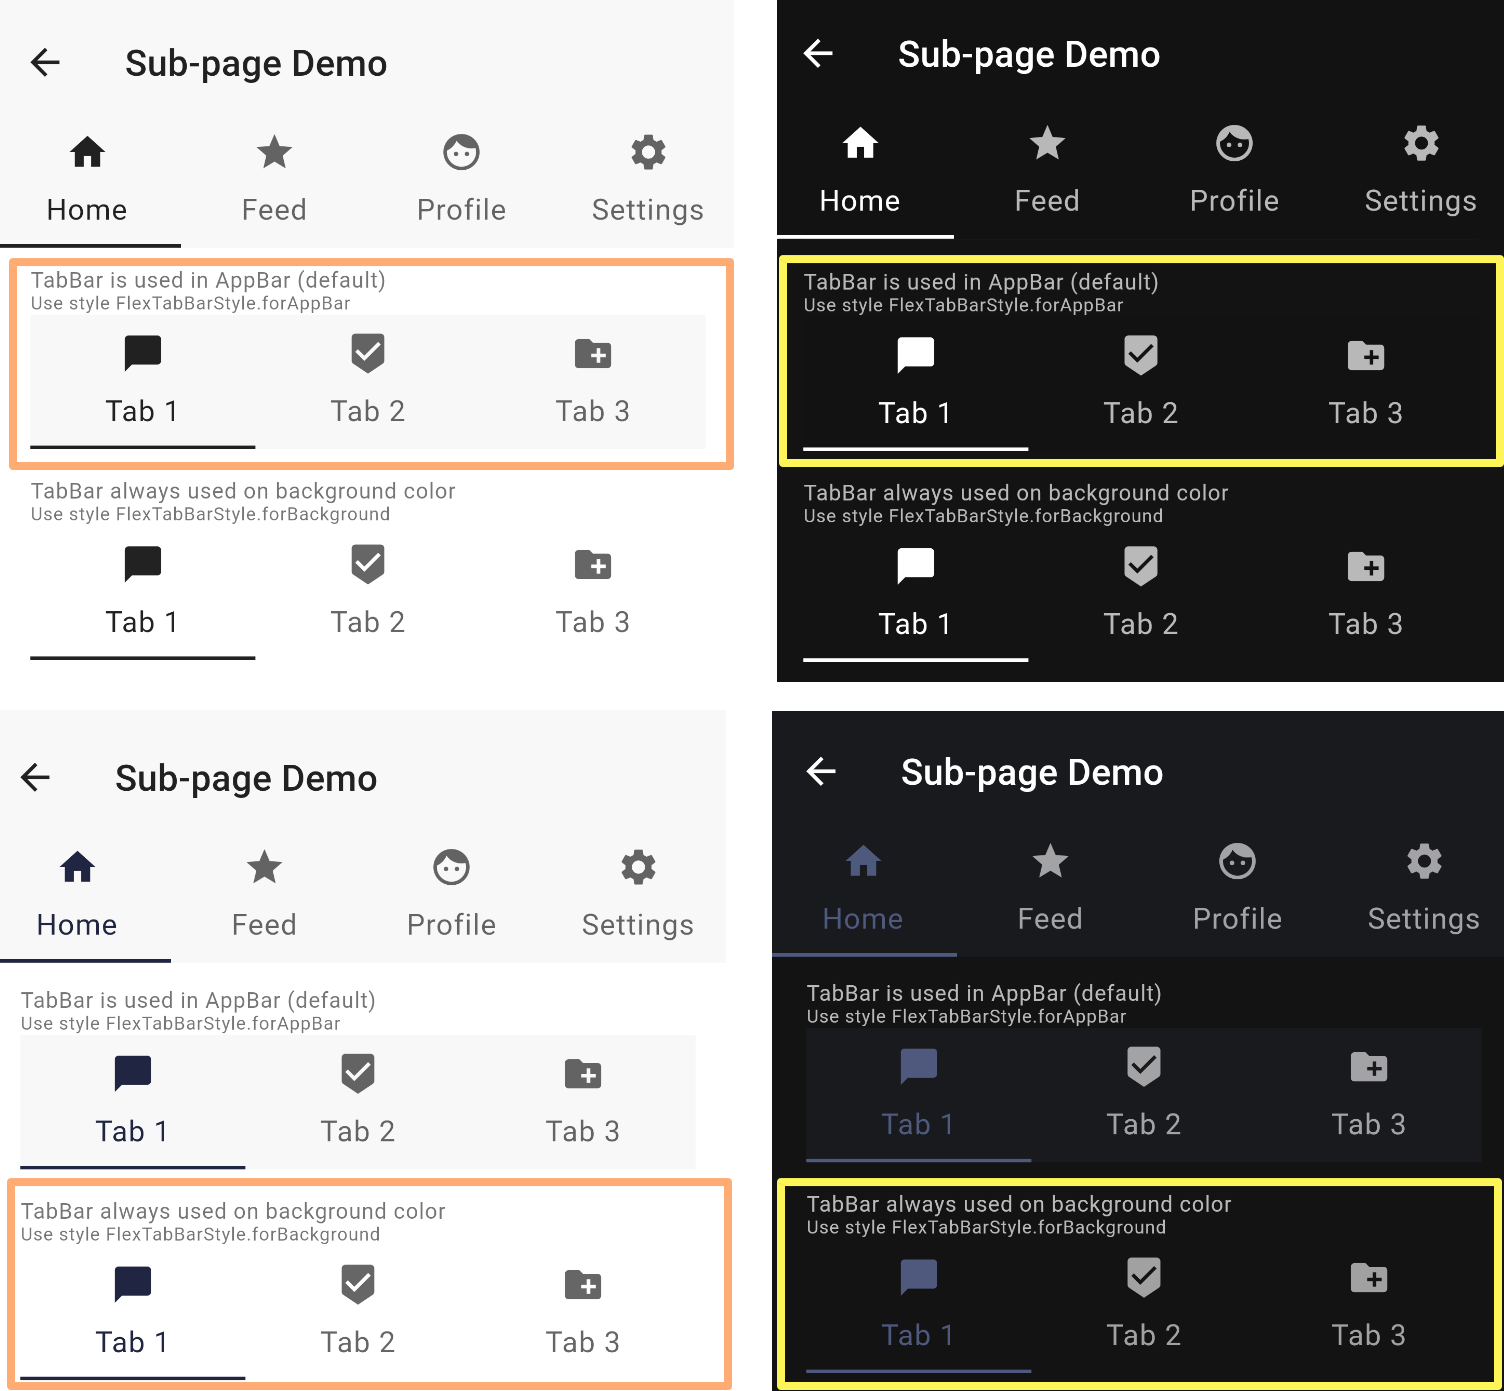 Sub-page Demo
Home Feed Profile Settings
TabBar is used in AppBar (default)
Use style FlexTabBarStyle.forAppBar
Tab 1 Tab 2 Tab 3
TabBar always used on background color
Use style FlexTabBarStyle.forBackground
Tab 1 Tab 2 Tab 3
Sub-page Demo
Home Feed Profile Settings
TabBar is used in AppBar (default)
Use style FlexTabBarStyle.forAppBar
Tab 1 Tab 2 Tab 3
TabBar always used on background color
Use style FlexTabBarStyle.forBackground
Tab 1 Tab 2 Tab 3
Sub-page Demo
Home Feed Profile Settings
TabBar is used in AppBar (default)
Use style FlexTabBarStyle.forAppBar
Tab 1 Tab 2 Tab 3
TabBar always used on background color
Use style FlexTabBarStyle.forBackground
Tab 1 Tab 2 Tab 3
Sub-page Demo
Home Feed Profile Settings
TabBar is used in AppBar (default)
Use style FlexTabBarStyle.forAppBar
Tab 1 Tab 2 Tab 3
TabBar always used on background color
Use style FlexTabBarStyle.forBackground
Tab 1 Tab 2 Tab 3